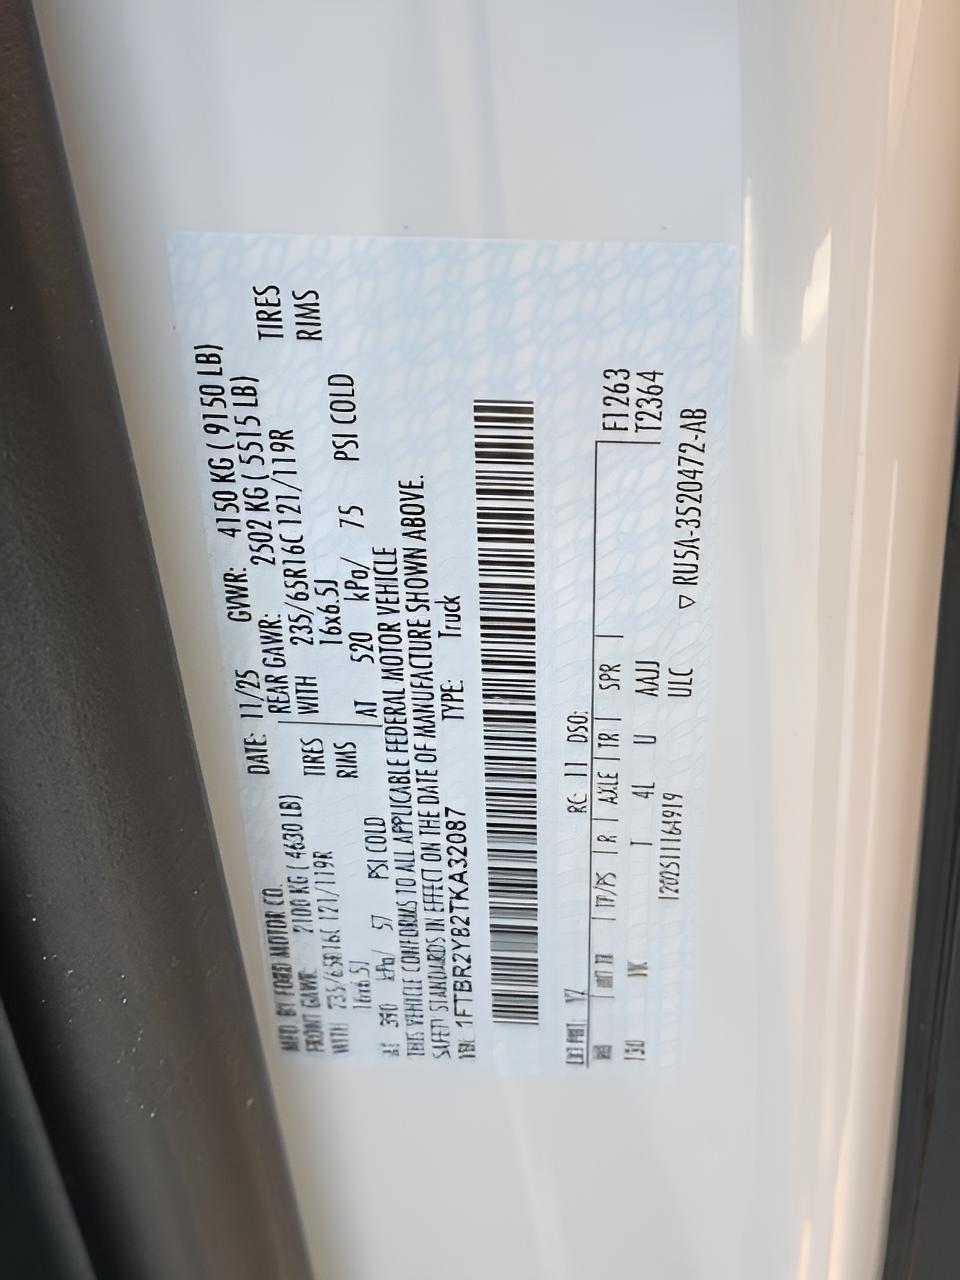 MFD. BY FORD MOTOR CO.
DATE: 11/25 GVWR: 4150 KG ( 9150 LB)
FRONT GAWR: 2100 KG ( 4630 LB)
REAR GAWR: 2502 KG ( 5515 LB)
WITH 235/65R16C 121/119R TIRES
WITH 235/65R16C 121/119R TIRES
16x6.5J RIMS
16x6.5J RIMS
AT 390 kPa/ 57 PSI COLD
AT 520 kPa/ 75 PSI COLD
THIS VEHICLE CONFORMS TO ALL APPLICABLE FEDERAL MOTOR VEHICLE
SAFETY STANDARDS IN EFFECT ON THE DATE OF MANUFACTURE SHOWN ABOVE.
VIN: 1FTBR2Y82TKA32087 TYPE: Truck
EXT PNT: YZ RC: 11 DSO:
TP/PS R AXLE TR SPR F1263
T 4L U AAJJ T2364
ULC
▽ RU5A-3520472-AB